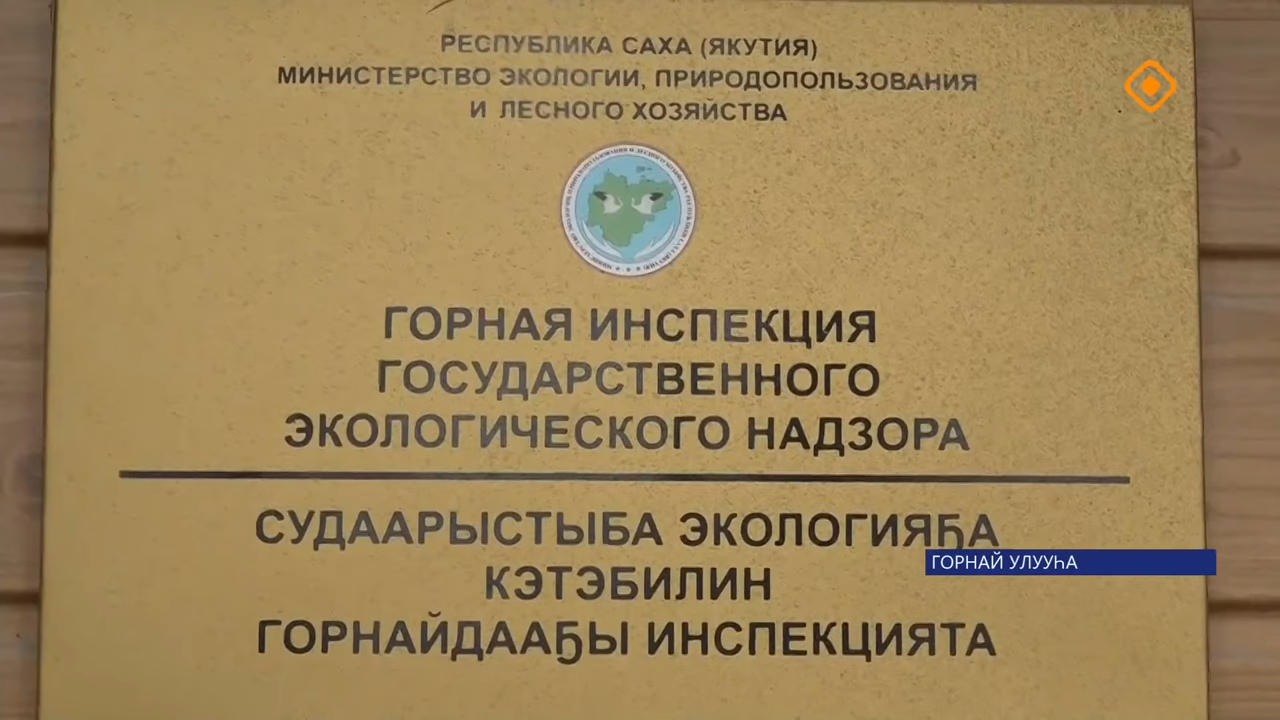 РЕСПУБЛИКА САХА (ЯКУТИЯ)
МИНИСТЕРСТВО ЭКОЛОГИИ, ПРИРОДОПОЛЬЗОВАНИЯ
И ЛЕСНОГО ХОЗЯЙСТВА
ГОРНАЯ ИНСПЕКЦИЯ
ГОСУДАРСТВЕННОГО
ЭКОЛОГИЧЕСКОГО НАДЗОРА
СУДААРЫСТЫБА ЭКОЛОГИЯҔА
ГОРНАЙ УЛУУҺА
КЭТЭБИЛИН
ГОРНАЙДААҔЫ ИНСПЕКЦИЯТА